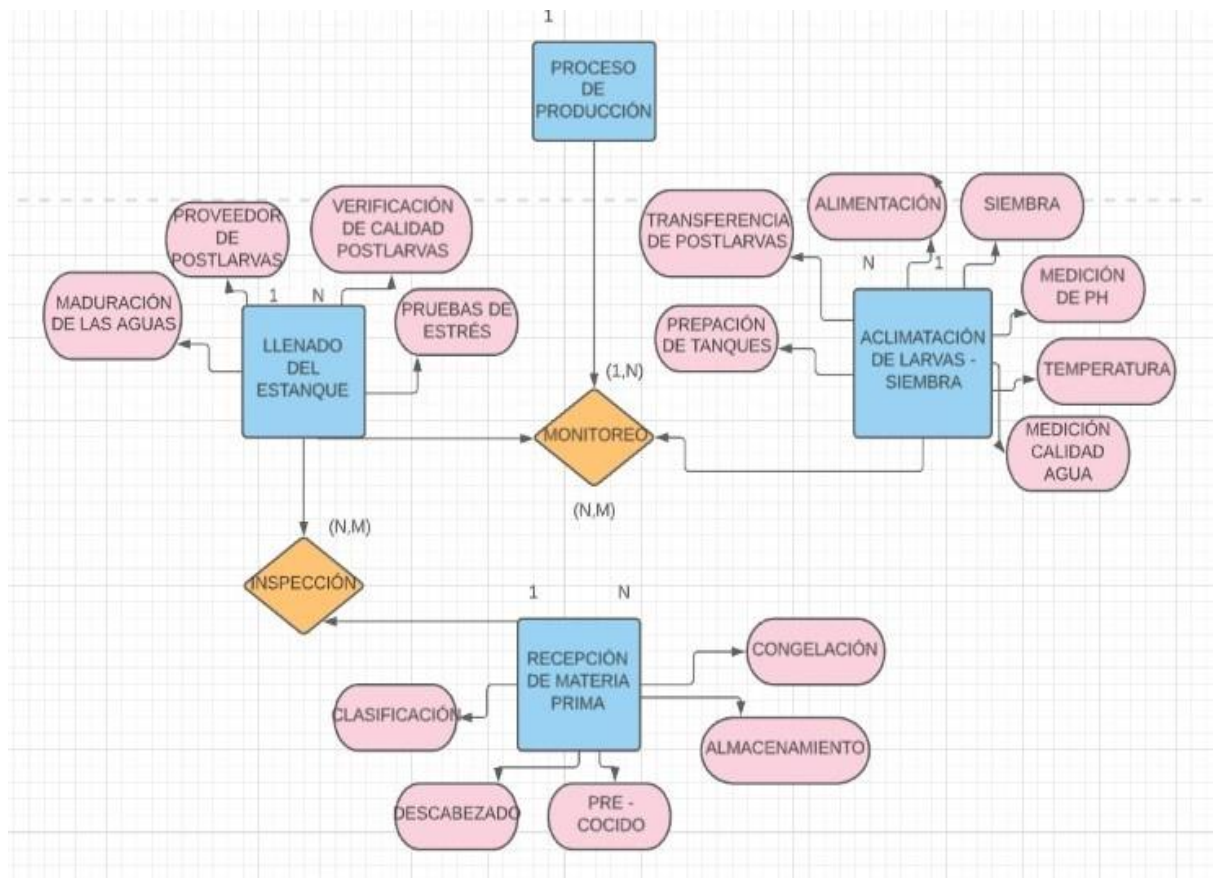 1
PROCESO
DE
PRODUCCIÓN
PROVEEDOR
DE
POSTLARVAS
VERIFICACIÓN
DE CALIDAD
POSTLARVAS
MADURACIÓN
DE LAS AGUAS
PRUEBAS DE
ESTRÉS
1
N
LLENADO
DEL
ESTANQUE
TRANSFERENCIA
DE POSTLARVAS
ALIMENTACIÓN
SIEMBRA
N
1
MEDICIÓN
DE PH
PREPACIÓN
DE TANQUES
ACLIMATACIÓN
DE LARVAS -
SIEMBRA
TEMPERATURA
MEDICIÓN
CALIDAD
AGUA
(1,N)
MONITOREO
(N,M)
(N,M)
INSPECCIÓN
1
N
RECEPCIÓN
DE MATERIA
PRIMA
CONGELACIÓN
CLASIFICACIÓN
ALMACENAMIENTO
DESCABEZADO
PRE -
COCIDO